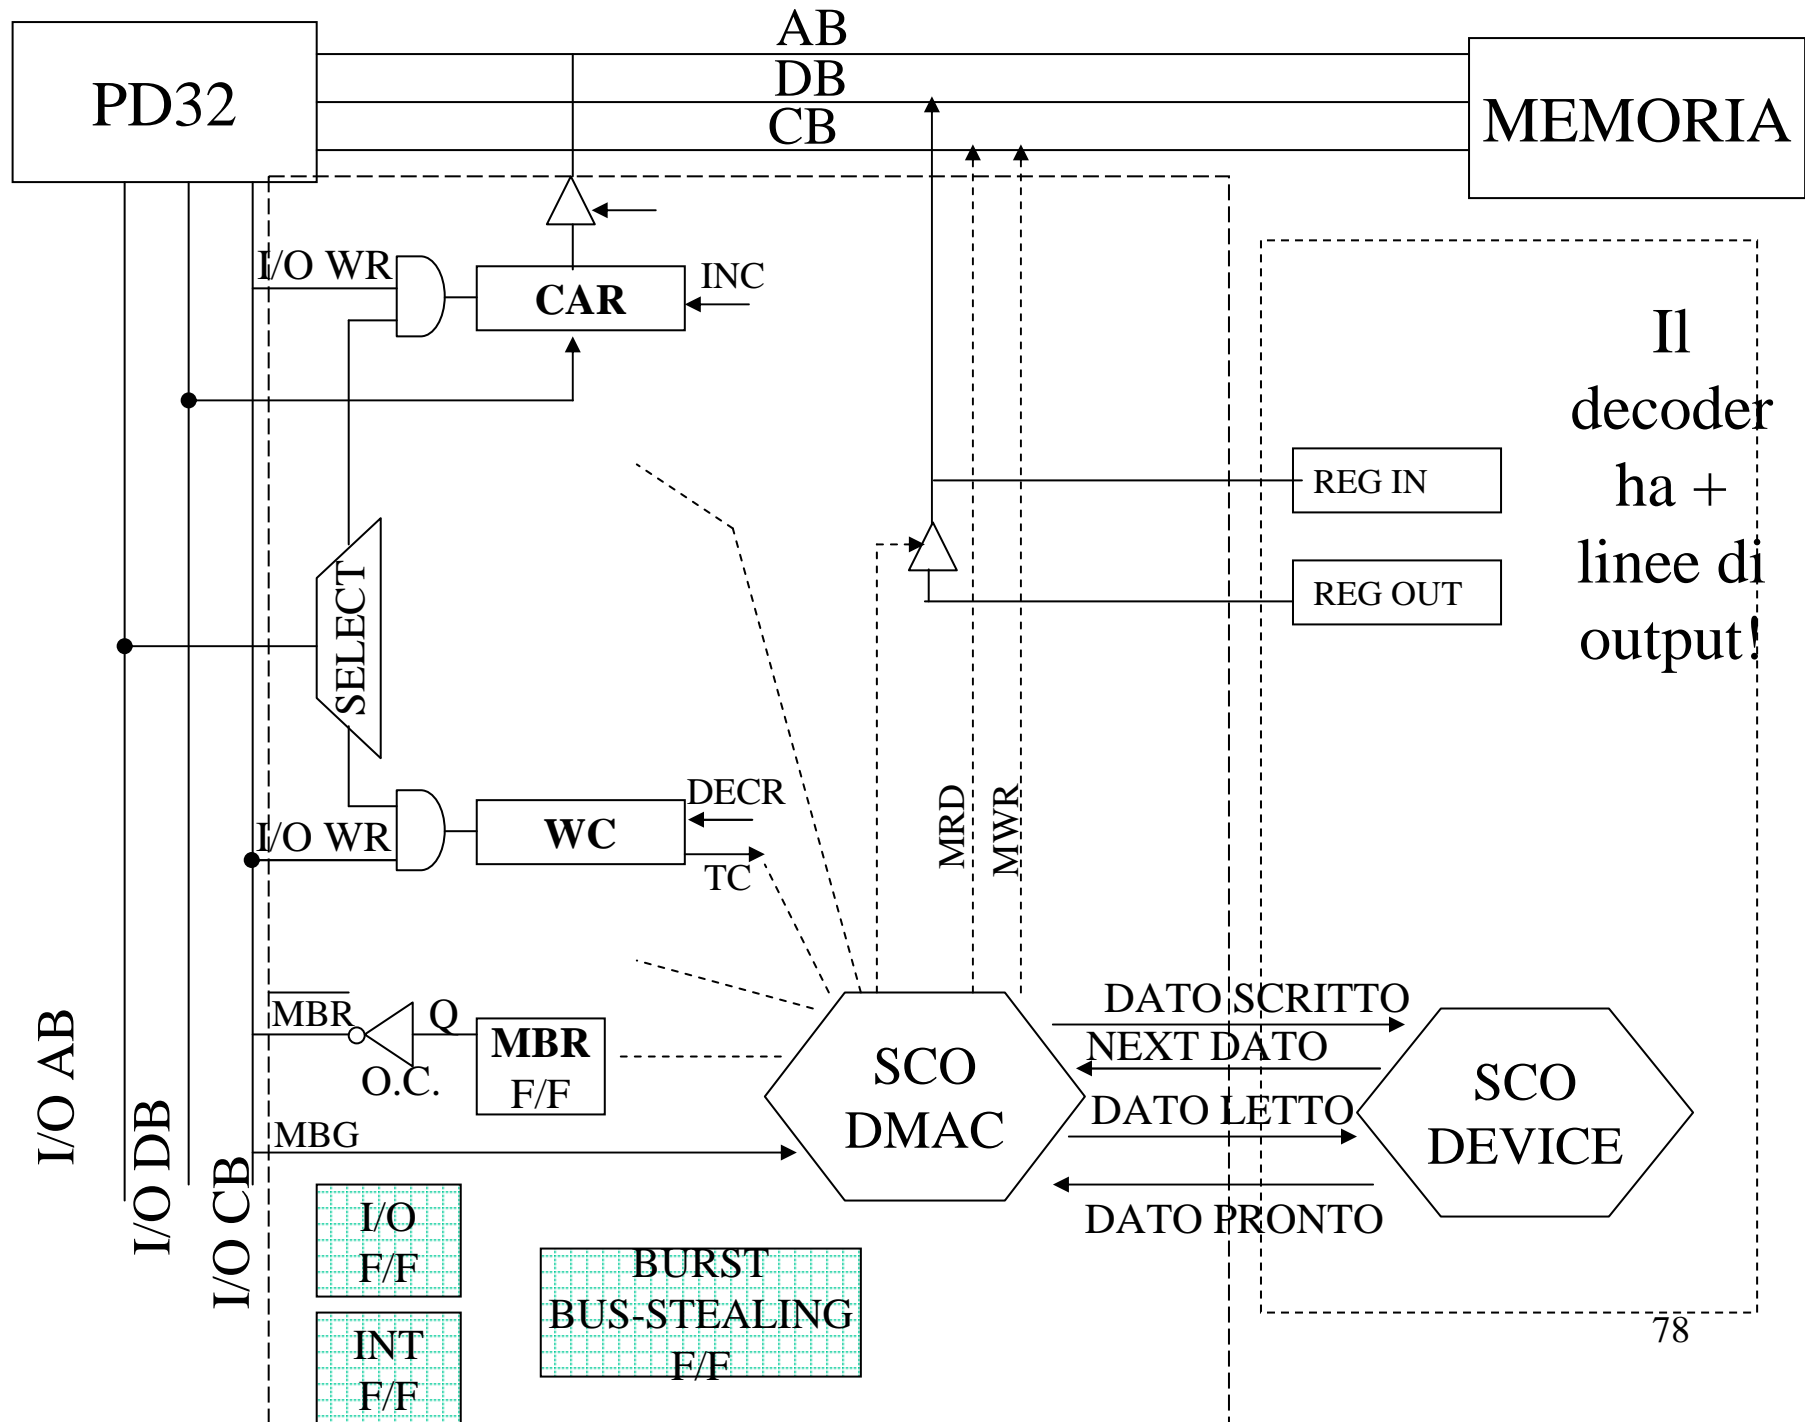 AB
PD32
DB
CB
MEMORIA
I/O WR
CAR
INC
Il
decoder
ha +
linee di
output!
REG IN
REG OUT
SELECT
I/O WR
WC
DECR
TC
MRD
MWR
MBR
Q
O.C.
MBR
F/F
MBG
SCO
DMAC
DATO SCRITTO
NEXT DATO
DATO LETTO
DATO PRONTO
SCO
DEVICE
I/O AB
I/O DB
I/O CB
I/O
F/F
INT
F/F
BURST
BUS-STEALING
F/F
78